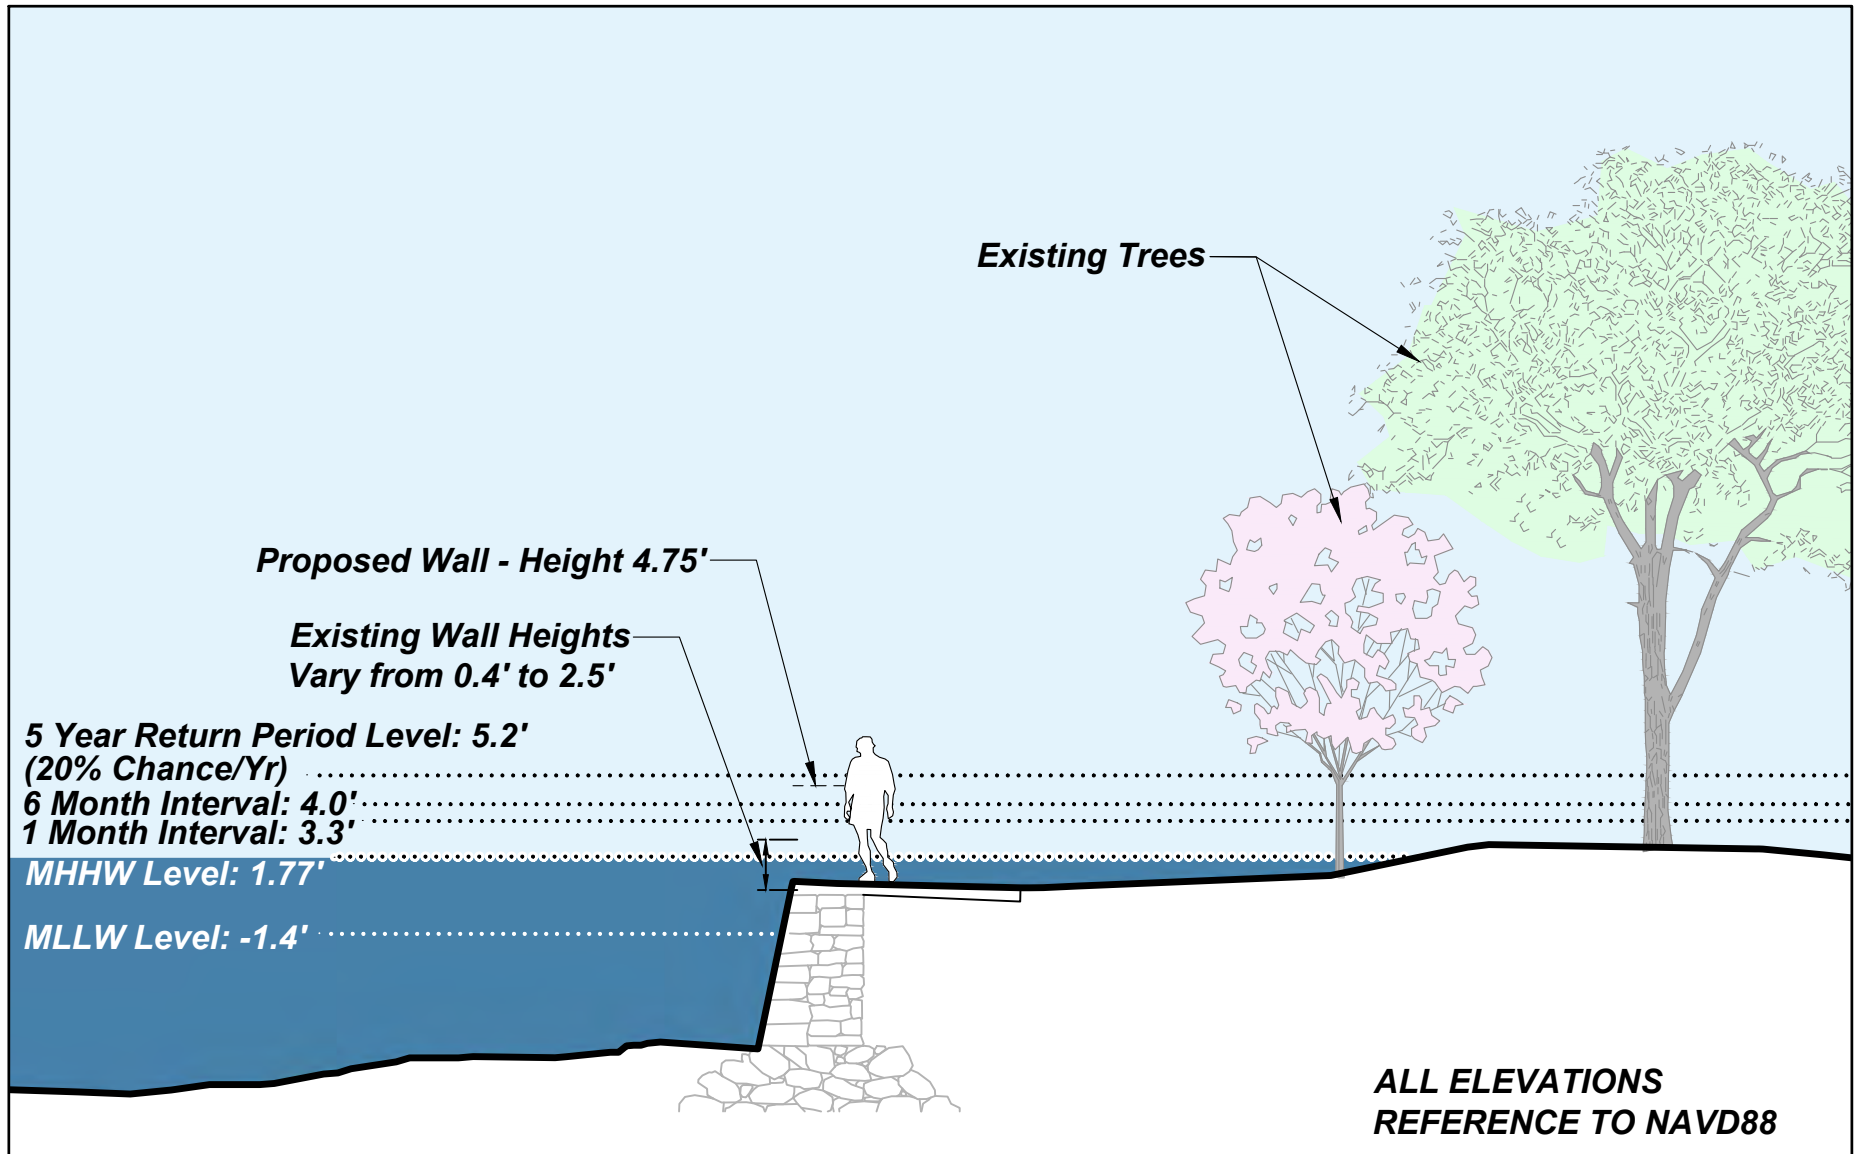 Existing Trees
Proposed Wall - Height 4.75'
Existing Wall Heights
Vary from 0.4' to 2.5'
5 Year Return Period Level: 5.2'
(20% Chance/Yr)
6 Month Interval: 4.0'
1 Month Interval: 3.3'
MHHW Level: 1.77'
MLLW Level: -1.4'
ALL ELEVATIONS
REFERENCE TO NAVD88